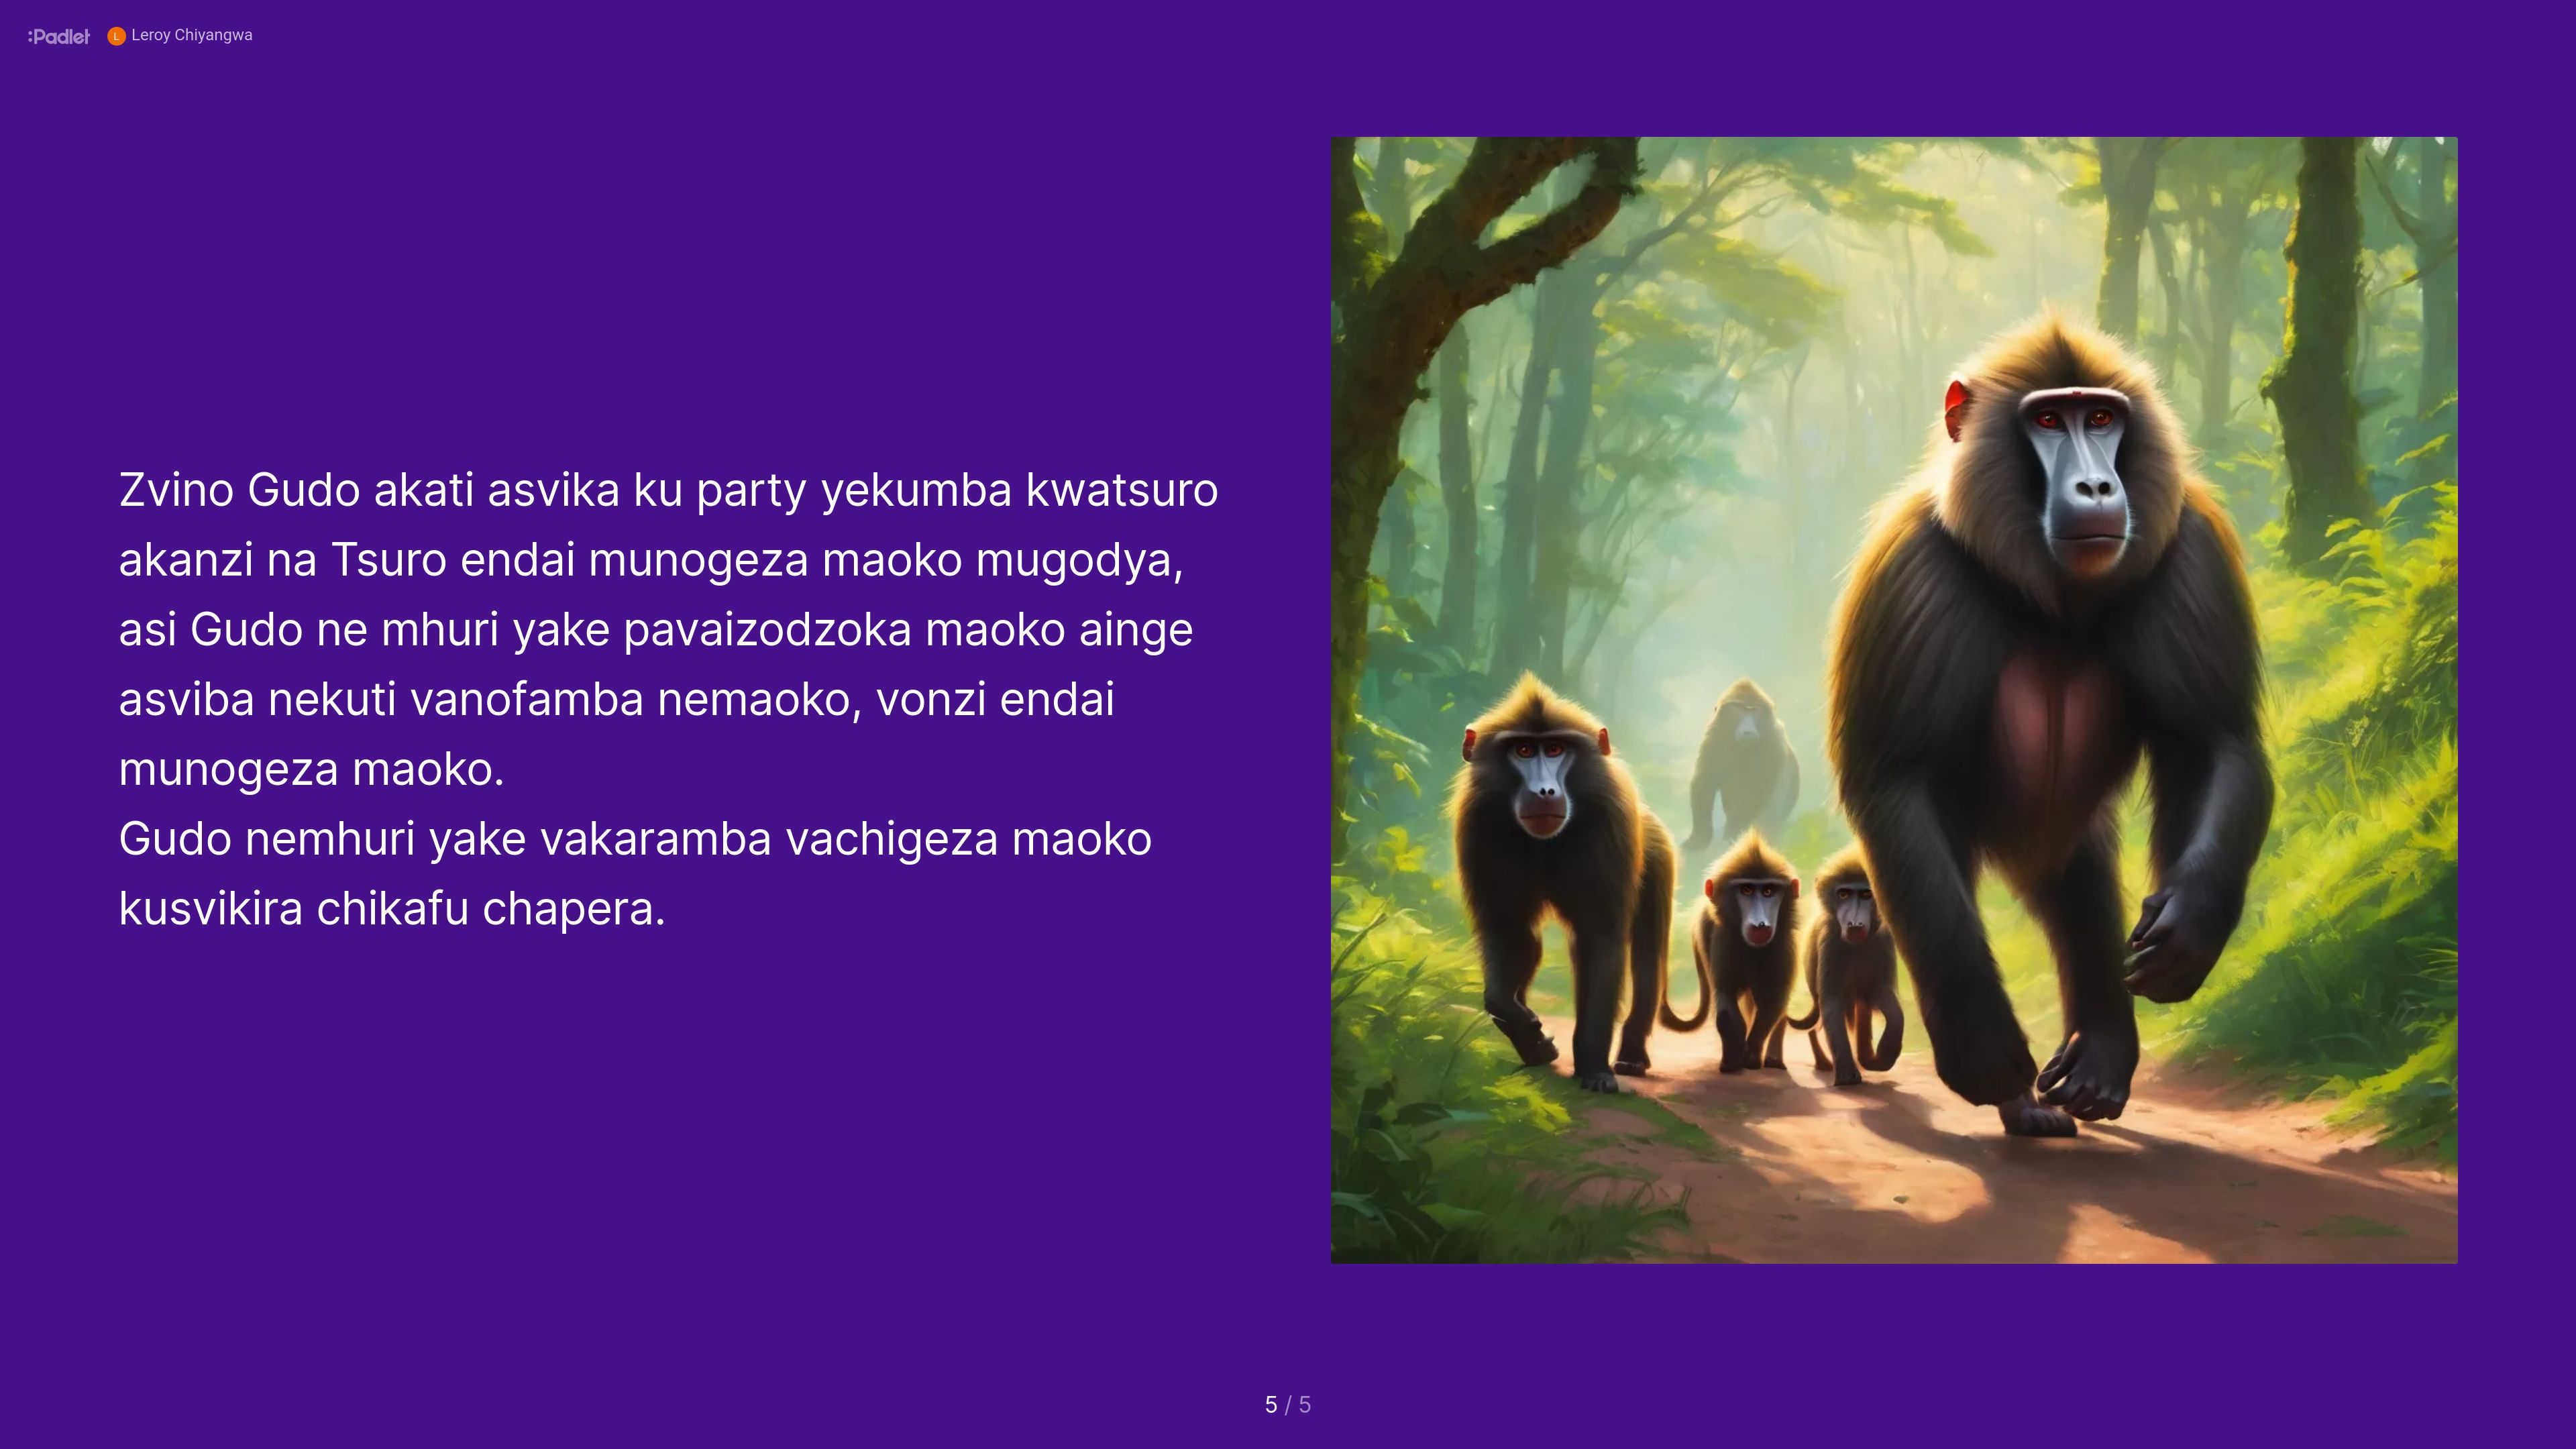 :Padlet L Leroy Chiyangwa
Zvino Gudo akati asvika ku party yekumba kwatsuro
akanzi na Tsuro endai munogeza maoko mugodya,
asi Gudo ne mhuri yake pavaizodzoka maoko ainge
asviba nekuti vanofamba nemaoko, vonzi endai
munogeza maoko.
Gudo nemhuri yake vakaramba vachigeza maoko
kusvikira chikafu chapera.
5 / 5